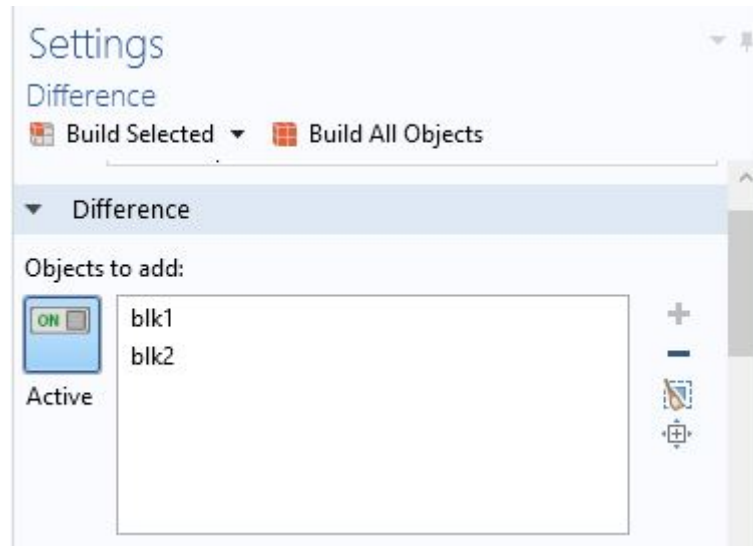 Settings
Difference
Build Selected Build All Objects
Difference
Objects to add:
ON
blk1
blk2
Active